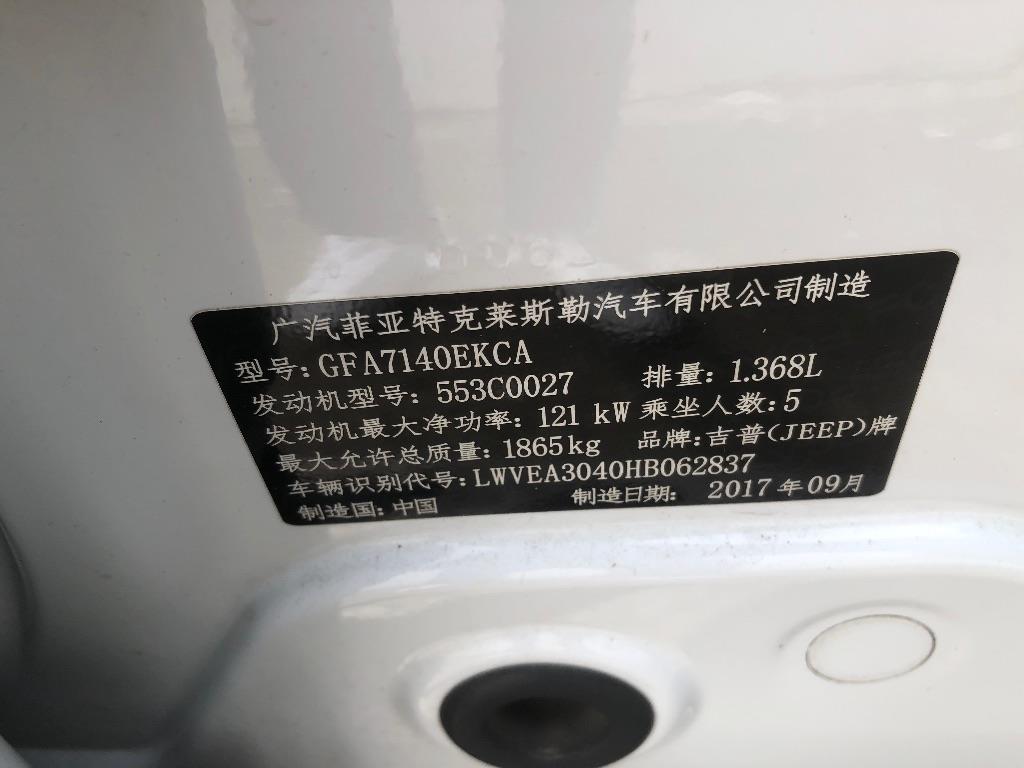 广汽菲亚特克莱斯勒汽车有限公司制造
型号:GFA7140EKCA
发动机型号:553C0027 排量:1.368L
发动机最大净功率:121 kW 乘坐人数:5
最大允许总质量:1865kg 品牌:吉普(JEEP)牌
车辆识别代号:LWVEA3040HB062837
制造国:中国 制造日期: 2017年09月